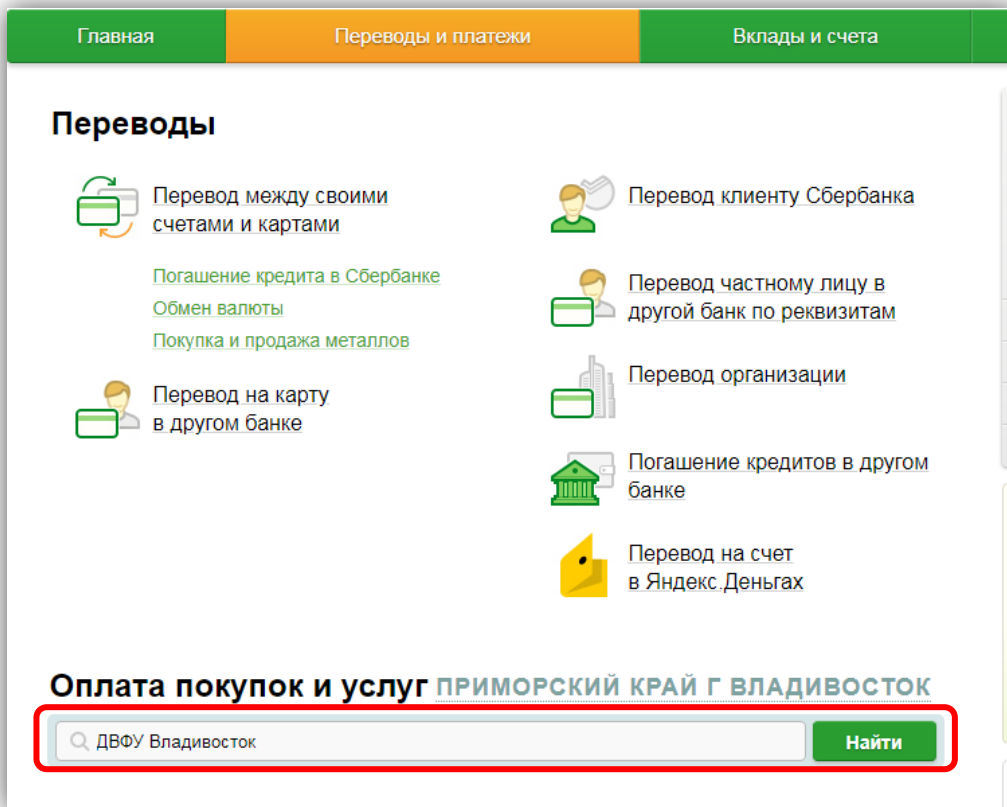 Главная
Переводы и платежи
Вклады и счета
Переводы
Перевод между своими
счетами и картами
Погашение кредита в Сбербанке
Обмен валюты
Покупка и продажа металлов
Перевод на карту
в другом банке
Перевод клиенту Сбербанка
Перевод частному лицу в
другой банк по реквизитам
Перевод организации
Погашение кредитов в другом
банке
Перевод на счет
в Яндекс.Деньгах
Оплата покупок и услуг ПРИМОРСКИЙ КРАЙ Г ВЛАДИВОСТОК
ДВФУ Владивосток
Найти